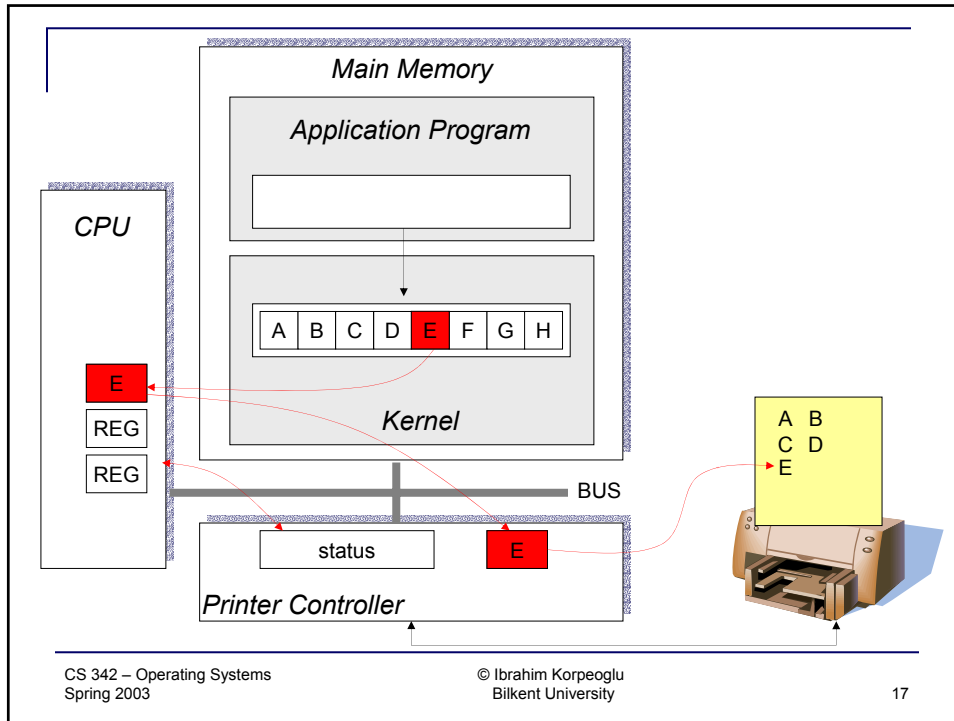 Main Memory
Application Program
CPU
A B C D E F G H
E
Kernel
REG
REG
A B
C D
E
BUS
status
E
Printer Controller
CS 342 – Operating Systems
Spring 2003
© Ibrahim Korpeoglu
Bilkent University
17